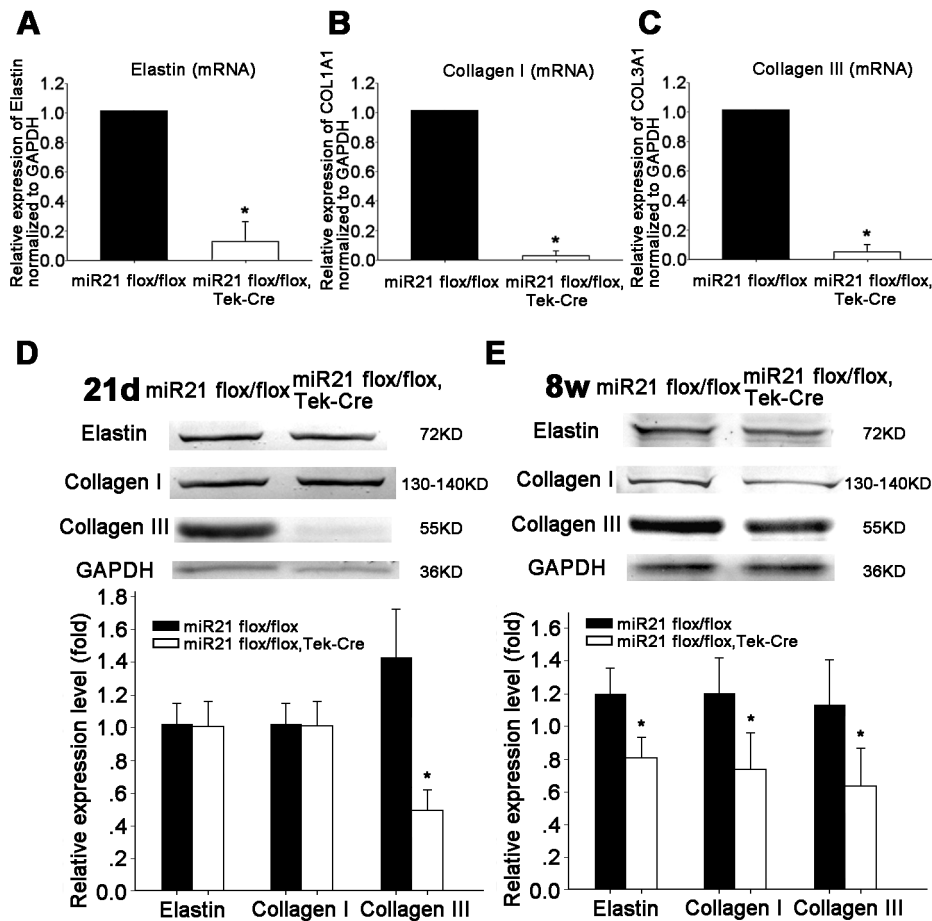 A
Elastin (mRNA)
Relative expression of Elastin
normalized to GAPDH
1.2
1.0
0.8
0.6
0.4
0.2
0.0
*
miR21 flox/flox
miR21 flox/flox,
Tek-Cre
B
Collagen I (mRNA)
Relative expression of COL1A1
normalized to GAPDH
1.2
1.0
0.8
0.6
0.4
0.2
0.0
*
miR21 flox/flox
miR21 flox/flox,
Tek-Cre
C
Collagen III (mRNA)
Relative expression of COL3A1
normalized to GAPDH
1.2
1.0
0.8
0.6
0.4
0.2
0.0
*
miR21 flox/flox
miR21 flox/flox,
Tek-Cre
D
21d miR21 flox/flox miR21 flox/flox,
Tek-Cre
Elastin 72KD
Collagen I 130-140KD
Collagen III 55KD
GAPDH 36KD
Relative expression level (fold)
1.8
1.6
1.4
1.2
1.0
.8
.6
.4
.2
0.0
miR21 flox/flox
miR21 flox/flox,Tek-Cre
*
Elastin Collagen I Collagen III
E
8w miR21 flox/flox miR21 flox/flox,
Tek-Cre
Elastin 72KD
Collagen I 130-140KD
Collagen III 55KD
GAPDH 36KD
Relative expression level (fold)
1.6
1.4
1.2
1.0
.8
.6
.4
.2
0.0
miR21 flox/flox
miR21 flox/flox,Tek-Cre
* * *
Elastin Collagen I Collagen III